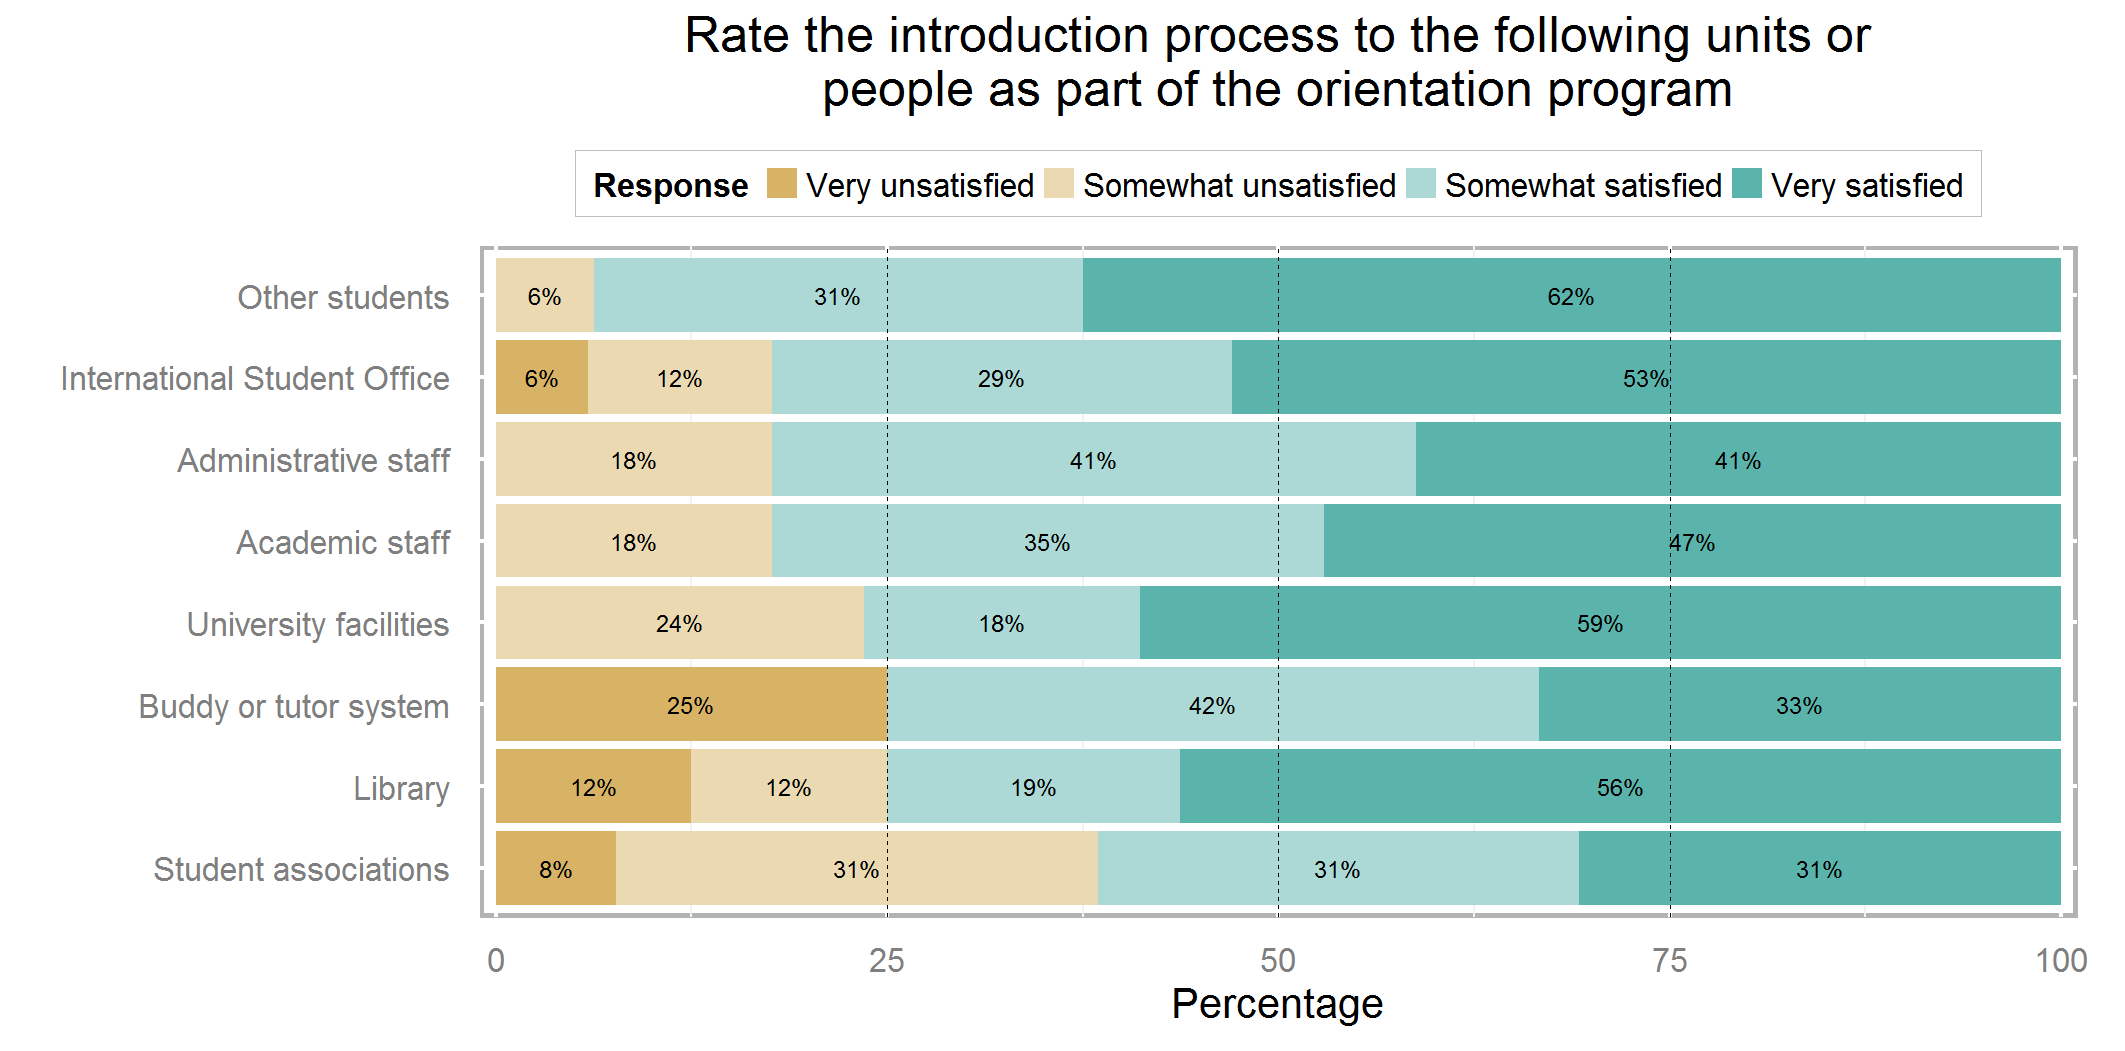 Rate the introduction process to the following units or
people as part of the orientation program
Response Very unsatisfied Somewhat unsatisfied Somewhat satisfied Very satisfied
Other students 6% 31% 62%
International Student Office 6% 12% 29% 53%
Administrative staff 18% 41% 41%
Academic staff 18% 35% 47%
University facilities 24% 18% 59%
Buddy or tutor system 25% 42% 33%
Library 12% 12% 19% 56%
Student associations 8% 31% 31% 31%
0 25 50 75 100
Percentage